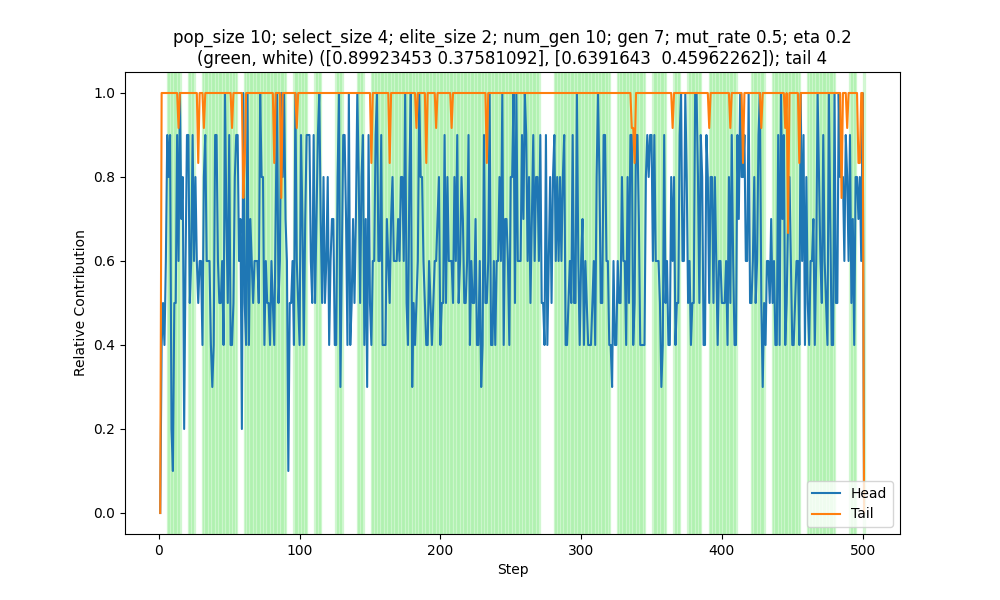 pop_size 10; select_size 4; elite_size 2; num_gen 10; gen 7; mut_rate 0.5; eta 0.2
(green, white) ([0.89923453 0.37581092], [0.6391643  0.45962262]); tail 4
1.0
0.8
0.6
0.4
0.2
0.0
Relative Contribution
Head
Tail
0
100
200
300
400
500
Step